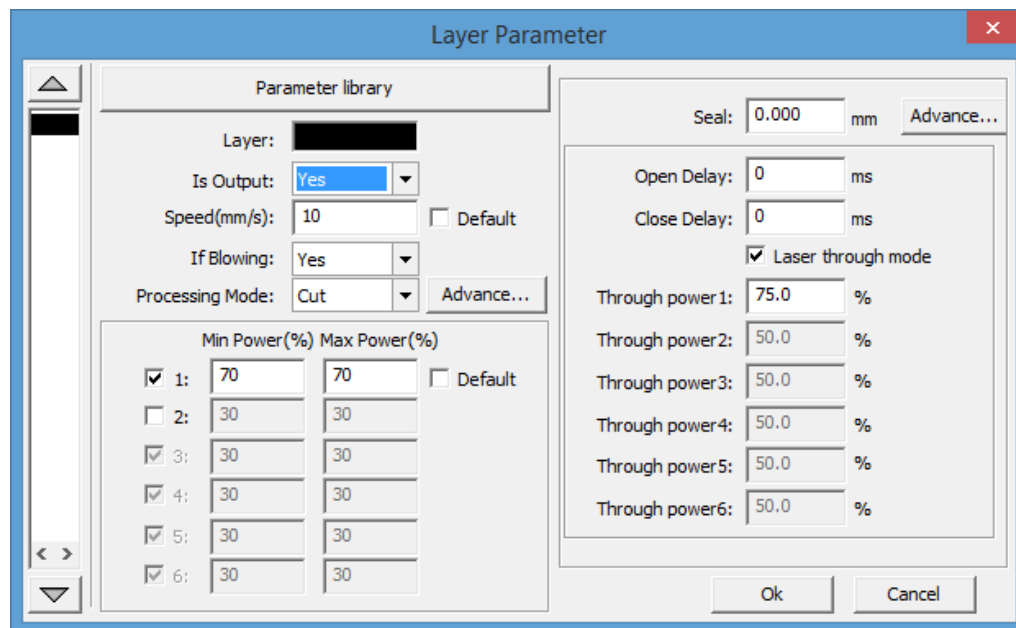 Layer Parameter
Parameter library
Layer:
Is Output: Yes
Speed(mm/s): 10 Default
If Blowing: Yes
Processing Mode: Cut Advance...
Min Power(%) Max Power(%)
1: 70 70 Default
2: 30 30
3: 30 30
4: 30 30
5: 30 30
6: 30 30
Seal: 0.000 mm Advance...
Open Delay: 0 ms
Close Delay: 0 ms
Laser through mode
Through power1: 75.0 %
Through power2: 50.0 %
Through power3: 50.0 %
Through power4: 50.0 %
Through power5: 50.0 %
Through power6: 50.0 %
Ok Cancel